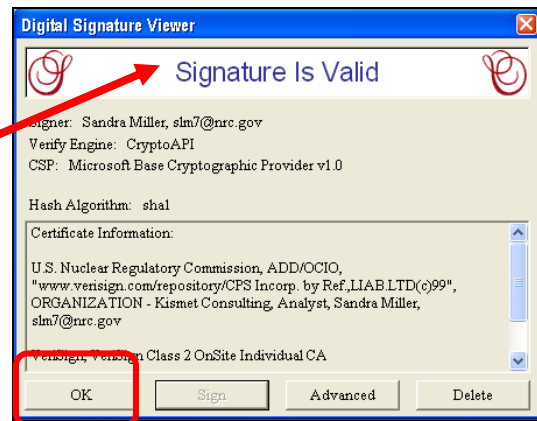 Digital Signature Viewer
Signature Is Valid
Signer: Sandra Miller, slm7@nrc.gov
Verify Engine: CryptoAPI
CSP: Microsoft Base Cryptographic Provider v1.0
Hash Algorithm: sha1
Certificate Information:
U.S. Nuclear Regulatory Commission, ADD/OCIO,
"www.verisign.com/repository/CPS Incorp. by Ref.,LIAB.LTD(c)99",
ORGANIZATION - Kismet Consulting, Analyst, Sandra Miller,
slm7@nrc.gov
VeriSign, VeriSign Class 2 OnSite Individual CA
OK Sign Advanced Delete